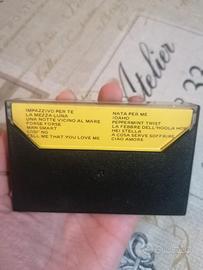 IMPAZZIVO PER TE
LA MEZZA LUNA
UNA NOTTE VICINO AL MARE
FORSE FORSE
MAN SMART
COSI' NO
TELL ME THAT YOU LOVE ME
NATA PER ME
IDAHO
PEPPERMINT TWIST
LA FEBBRE DELL'HOOLA HOP
HEI STELLA
A COSA SERVE SOFFRIRE
CIAO AMORE
Atelier